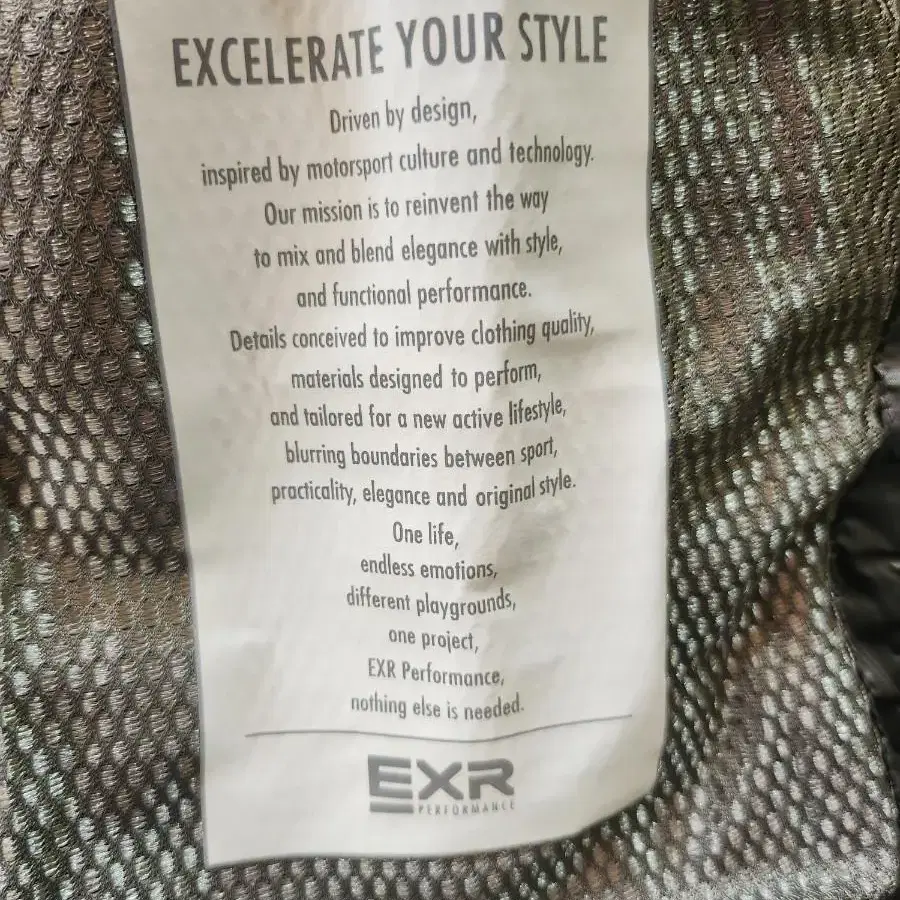 EXCELERATE YOUR STYLE
Driven by design,
inspired by motorsport culture and technology.
Our mission is to reinvent the way
to mix and blend elegance with style,
and functional performance.
Details conceived to improve clothing quality,
materials designed to perform,
and tailored for a new active lifestyle,
blurring boundaries between sport,
practicality, elegance and original style.
One life,
endless emotions,
different playgrounds,
one project,
EXR Performance,
nothing else is needed.
EXR
PERFORMANCE